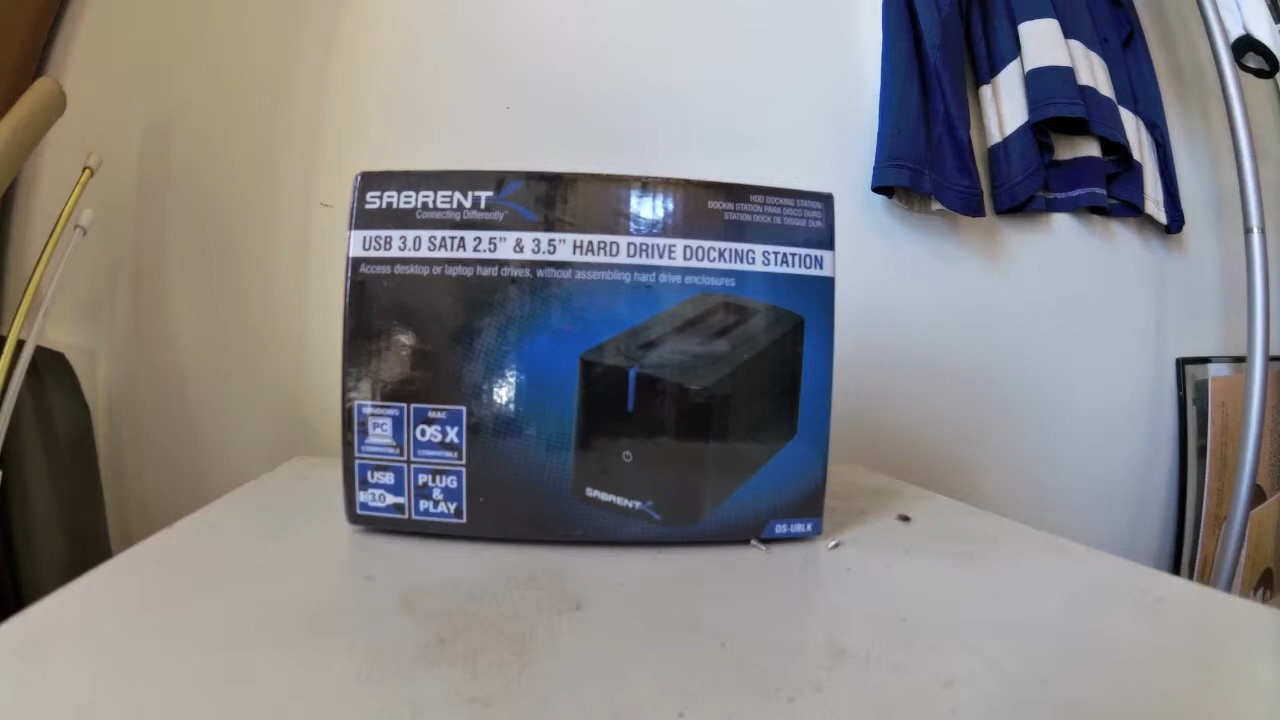 SABRENT
Connecting Differently™
HDD DOCKING STATION
DOCKIN STATION PARA DISCO DURO
STATION DOCK DE DISQUE DUR
USB 3.0 SATA 2.5” & 3.5” HARD DRIVE DOCKING STATION
Access desktop or laptop hard drives, without assembling hard drive enclosures
WINDOWS
PC
COMPATIBLE
MAC
OS X
COMPATIBLE
USB
3.0
PLUG
&
PLAY
SABRENT
DS-UBLK